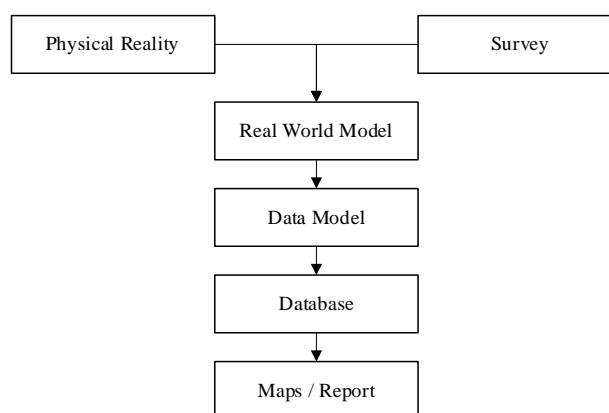 Physical Reality
Survey
Real World Model
Data Model
Database
Maps / Report